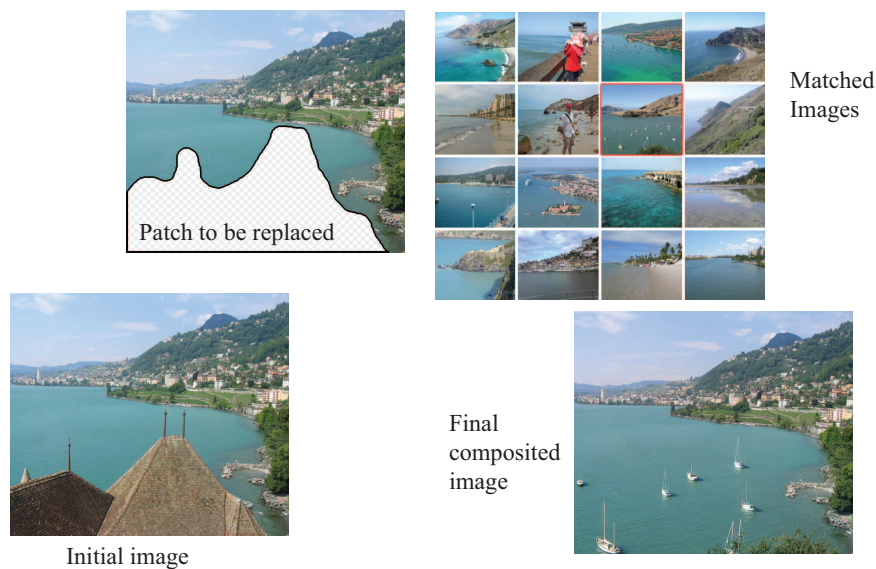 Patch to be replaced
Matched
Images
Initial image
Final
composited
image